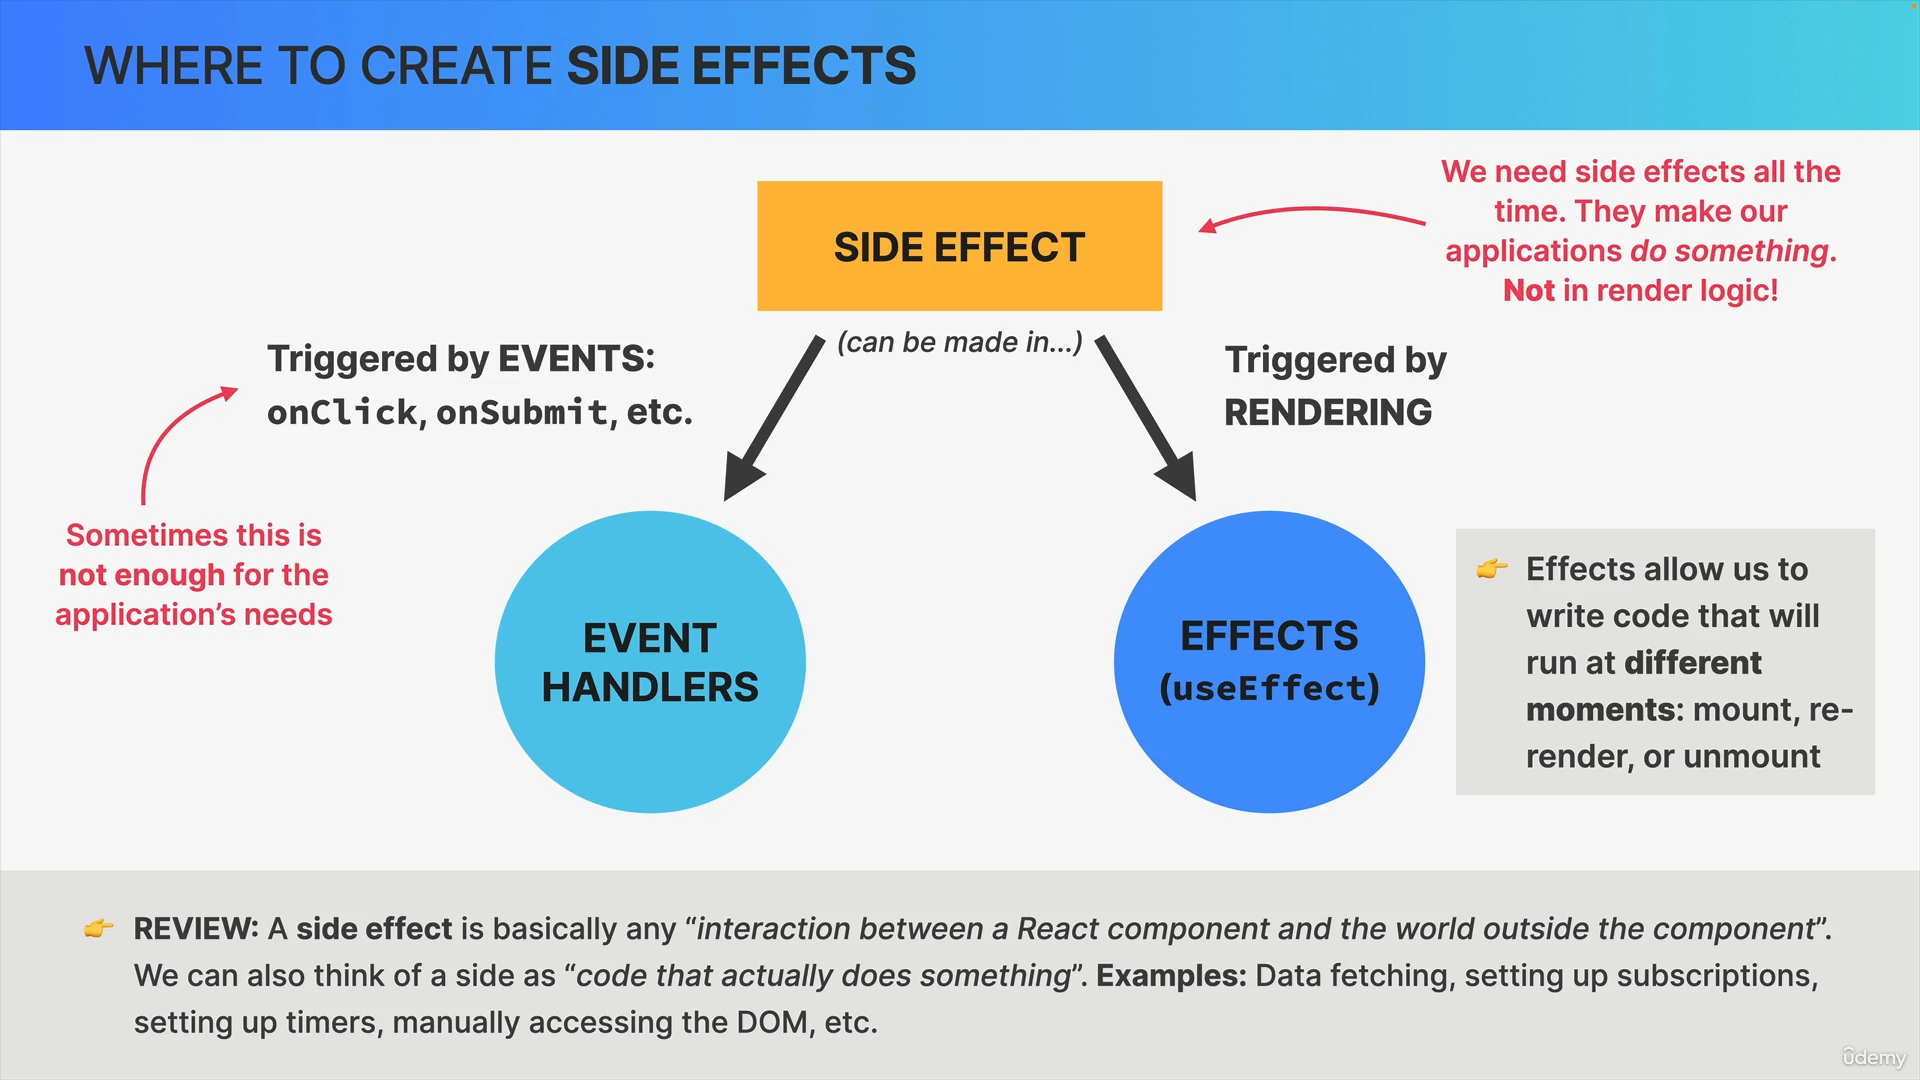 WHERE TO CREATE SIDE EFFECTS
We need side effects all the
time. They make our
applications do something.
Not in render logic!
SIDE EFFECT
(can be made in...)
Triggered by EVENTS:
onClick, onSubmit, etc.
Triggered by
RENDERING
Sometimes this is
not enough for the
application’s needs
EVENT
HANDLERS
EFFECTS
(useEffect)
👉 Effects allow us to
write code that will
run at different
moments: mount, re-
render, or unmount
👉 REVIEW: A side effect is basically any “interaction between a React component and the world outside the component”.
We can also think of a side as “code that actually does something”. Examples: Data fetching, setting up subscriptions,
setting up timers, manually accessing the DOM, etc.
ûdemy